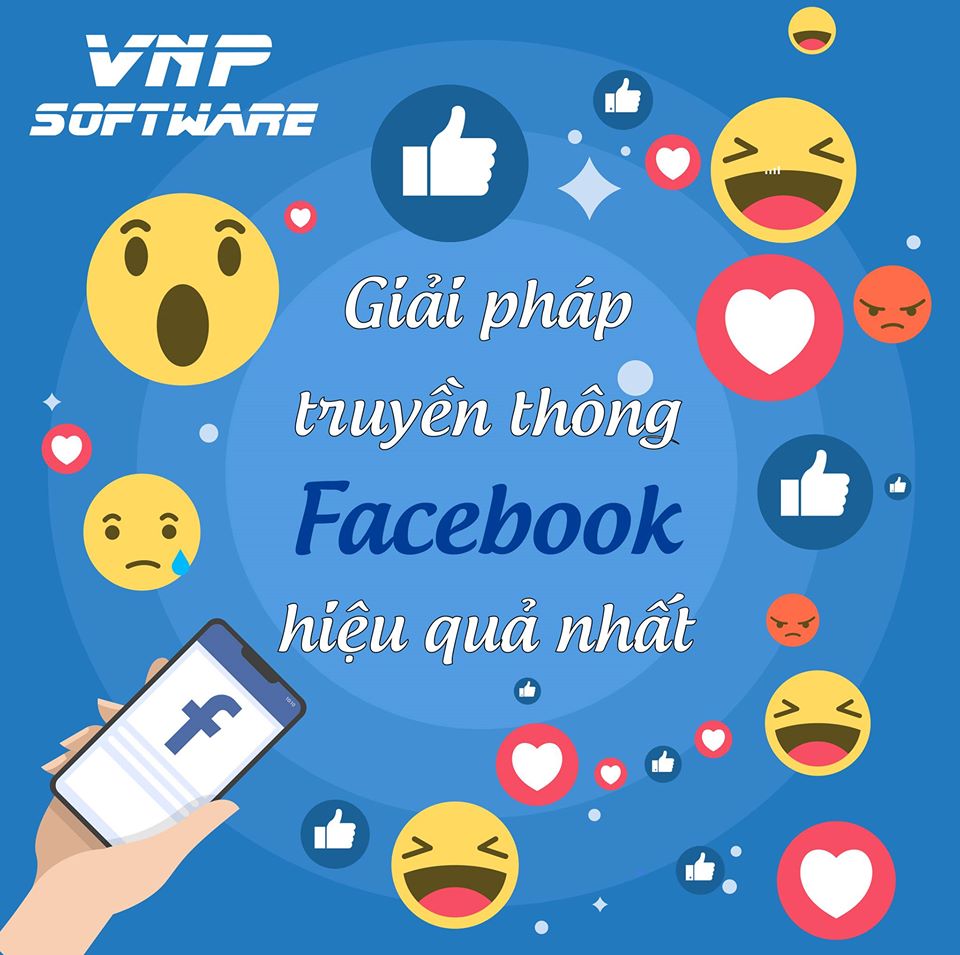 VNP
SOFTWARE
Giải pháp
truyền thông
Facebook
hiệu quả nhất
f